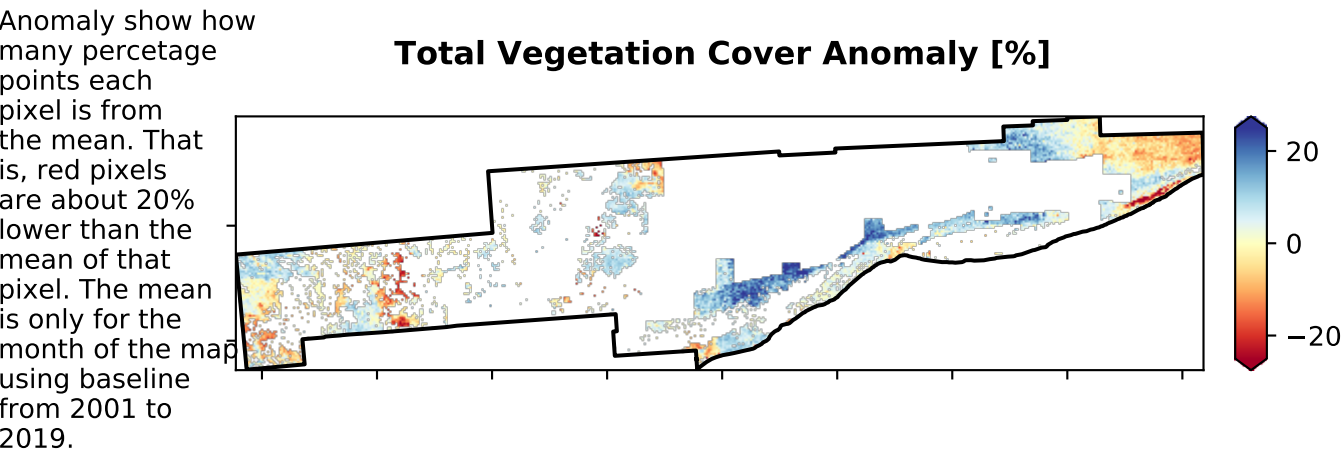 Anomaly show how
many percetage
points each
pixel is from
the mean. That
is, red pixels
are about 20%
lower than the
mean of that
pixel. The mean
is only for the
month of the map
using baseline
from 2001 to
2019.
Total Vegetation Cover Anomaly [%]
20
0
−20